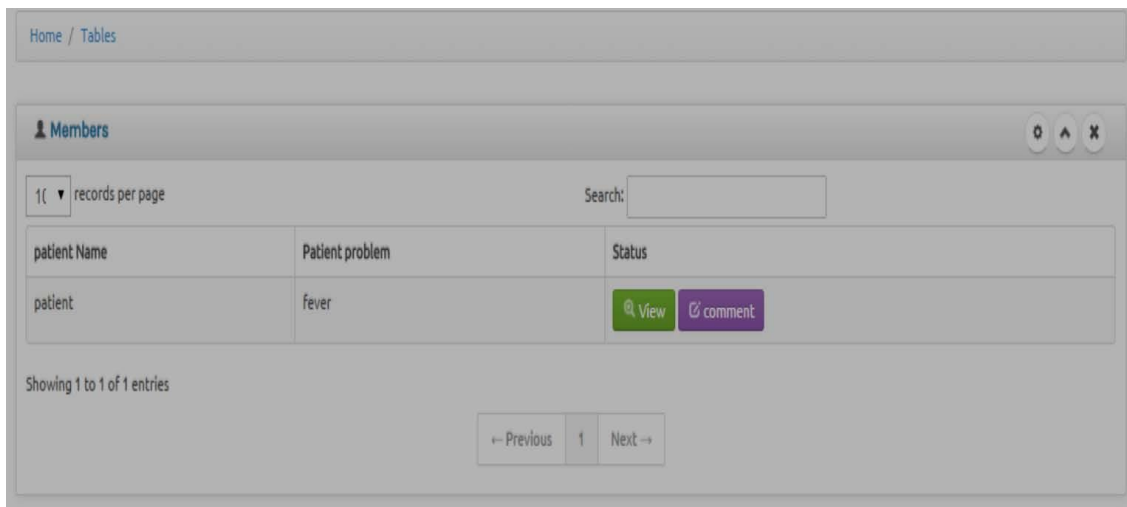 Home / Tables
Members
10 records per page Search:
patient Name Patient problem Status
patient fever View comment
Showing 1 to 1 of 1 entries
← Previous 1 Next →